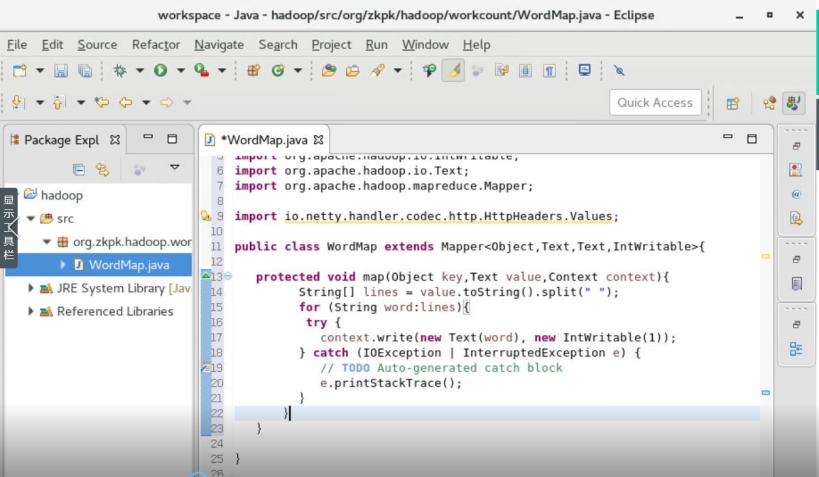 workspace - Java - hadoop/src/org/zkpk/hadoop/workcount/WordMap.java - Eclipse
File Edit Source Refactor Navigate Search Project Run Window Help
Quick Access
Package Expl
*WordMap.java
显示工具栏
hadoop
src
org.zkpk.hadoop.wor
WordMap.java
JRE System Library [Jav
Referenced Libraries
5 import org.apache.hadoop.io.IntWritable;
6 import org.apache.hadoop.io.Text;
7 import org.apache.hadoop.mapreduce.Mapper;
8
9 import io.netty.handler.codec.http.HttpHeaders.Values;
10
11 public class WordMap extends Mapper<Object,Text,Text,IntWritable>{
12
13 protected void map(Object key,Text value,Context context){
14 String[] lines = value.toString().split(" ");
15 for (String word:lines){
16 try {
17 context.write(new Text(word), new IntWritable(1));
18 } catch (IOException | InterruptedException e) {
19 // TODO Auto-generated catch block
20 e.printStackTrace();
21 }
22 }
23 }
24
25 }
26